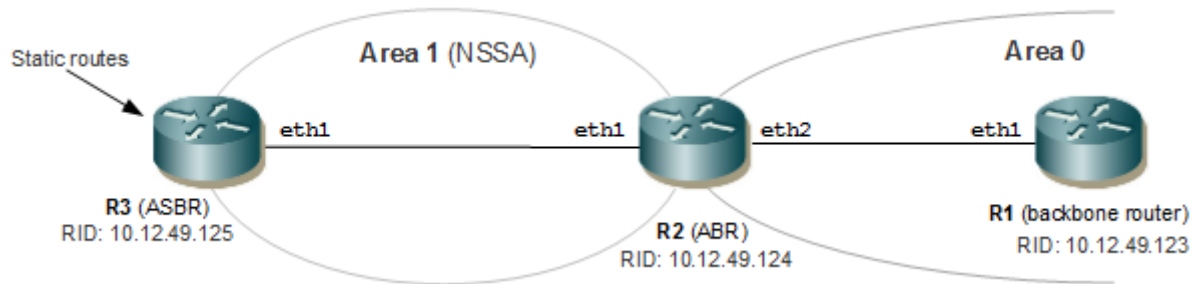 Static routes
Area 1 (NSSA)
Area 0
eth1
eth1
eth2
eth1
R3 (ASBR)
RID: 10.12.49.125
R2 (ABR)
RID: 10.12.49.124
R1 (backbone router)
RID: 10.12.49.123